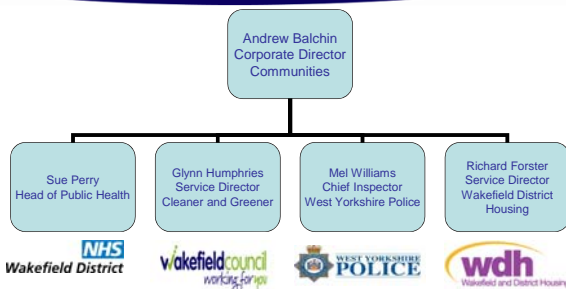 Andrew Balchin
Corporate Director
Communities
Sue Perry
Head of Public Health
Glynn Humphries
Service Director
Cleaner and Greener
Mel Williams
Chief Inspector
West Yorkshire Police
Richard Forster
Service Director
Wakefield District
Housing
NHS
Wakefield District
wakefieldcouncil
working for you
WEST YORKSHIRE
POLICE
wdh
Wakefield and District Housing